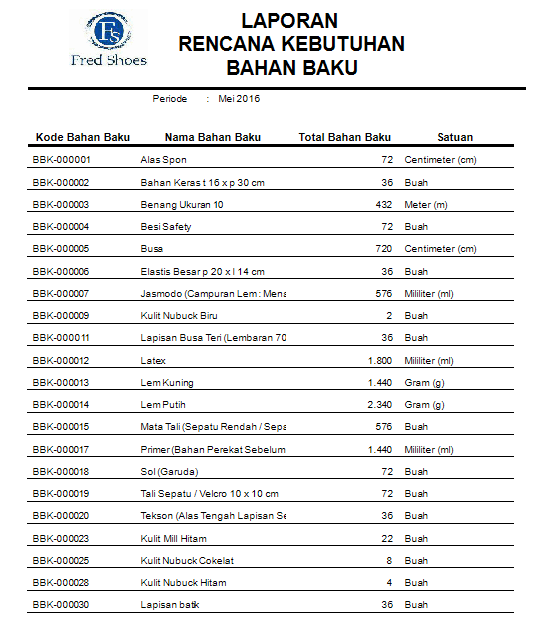 LAPORAN
RENCANA KEBUTUHAN
BAHAN BAKU
FS
Fred Shoes
Periode : Mei 2016
Kode Bahan Baku Nama Bahan Baku Total Bahan Baku Satuan
BBK-000001 Alas Spon 72 Centimeter (cm)
BBK-000002 Bahan Keras t 16 x p 30 cm 36 Buah
BBK-000003 Benang Ukuran 10 432 Meter (m)
BBK-000004 Besi Safety 72 Buah
BBK-000005 Busa 720 Centimeter (cm)
BBK-000006 Elastis Besar p 20 x l 14 cm 36 Buah
BBK-000007 Jasmodo (Campuran Lem : Mena 576 Mililiter (ml)
BBK-000009 Kulit Nubuck Biru 2 Buah
BBK-000011 Lapisan Busa Teri (Lembaran 70 36 Buah
BBK-000012 Latex 1.800 Mililiter (ml)
BBK-000013 Lem Kuning 1.440 Gram (g)
BBK-000014 Lem Putih 2.340 Gram (g)
BBK-000015 Mata Tali (Sepatu Rendah / Sepa 576 Buah
BBK-000017 Primer (Bahan Perekat Sebelum 1.440 Mililiter (ml)
BBK-000018 Sol (Garuda) 72 Buah
BBK-000019 Tali Sepatu / Velcro 10 x 10 cm 72 Buah
BBK-000020 Tekson (Alas Tengah Lapisan Se 36 Buah
BBK-000023 Kulit Mill Hitam 22 Buah
BBK-000025 Kulit Nubuck Cokelat 8 Buah
BBK-000028 Kulit Nubuck Hitam 4 Buah
BBK-000030 Lapisan batik 36 Buah